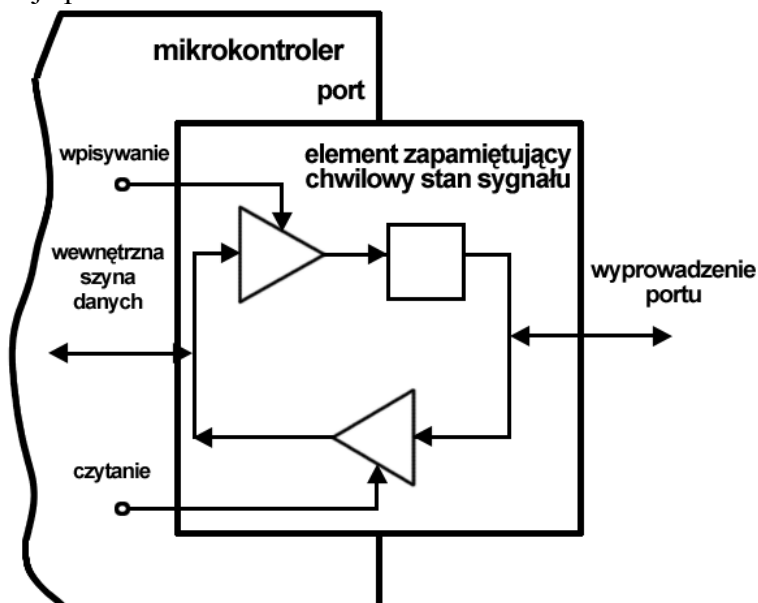 mikrokontroler
port
wpisywanie
element zapamiętujący
chwilowy stan sygnału
wewnętrzna
szyna
danych
wyprowadzenie
portu
czytanie